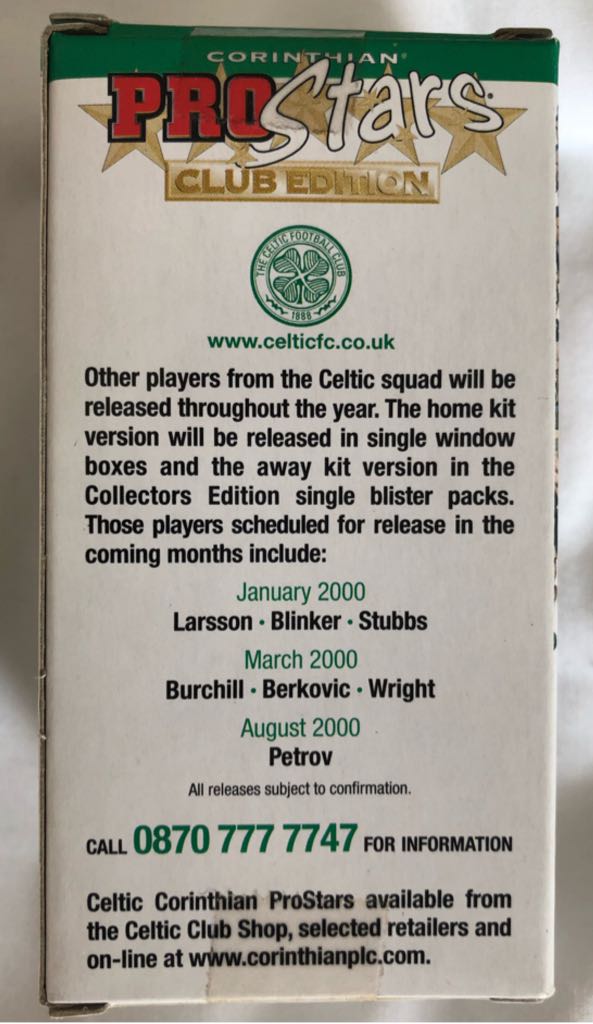 CORINTHIAN®
PROStars
CLUB EDITION
THE CELTIC FOOTBALL CLUB
1888
www.celticfc.co.uk
Other players from the Celtic squad will be
released throughout the year. The home kit
version will be released in single window
boxes and the away kit version in the
Collectors Edition single blister packs.
Those players scheduled for release in the
coming months include:
January 2000
Larsson • Blinker • Stubbs
March 2000
Burchill • Berkovic • Wright
August 2000
Petrov
All releases subject to confirmation.
CALL 0870 777 7747 FOR INFORMATION
Celtic Corinthian ProStars available from
the Celtic Club Shop, selected retailers and
on-line at www.corinthianplc.com.